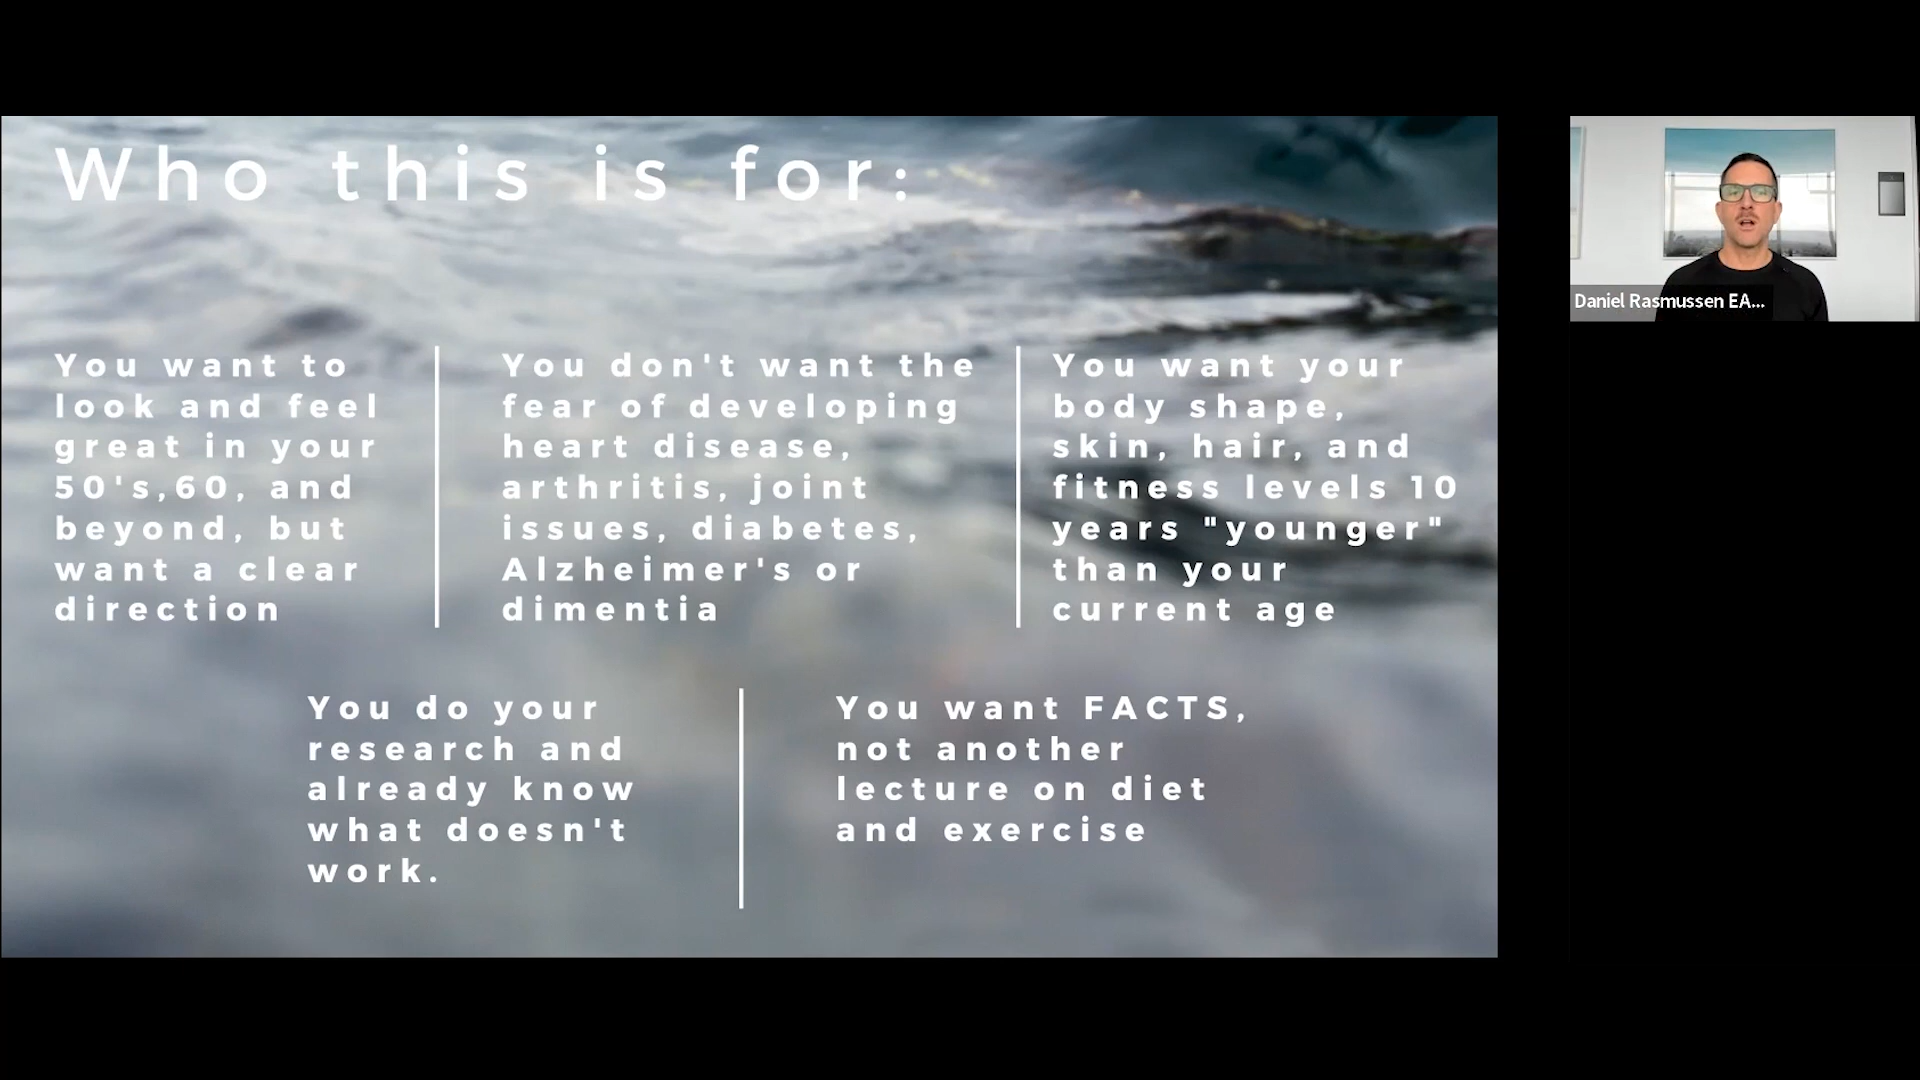 Who this is for:
You want to
look and feel
great in your
50's,60, and
beyond, but
want a clear
direction
You don't want the
fear of developing
heart disease,
arthritis, joint
issues, diabetes,
Alzheimer's or
dimentia
You want your
body shape,
skin, hair, and
fitness levels 10
years "younger"
than your
current age
You do your
research and
already know
what doesn't
work.
You want FACTS,
not another
lecture on diet
and exercise
Daniel Rasmussen EA...